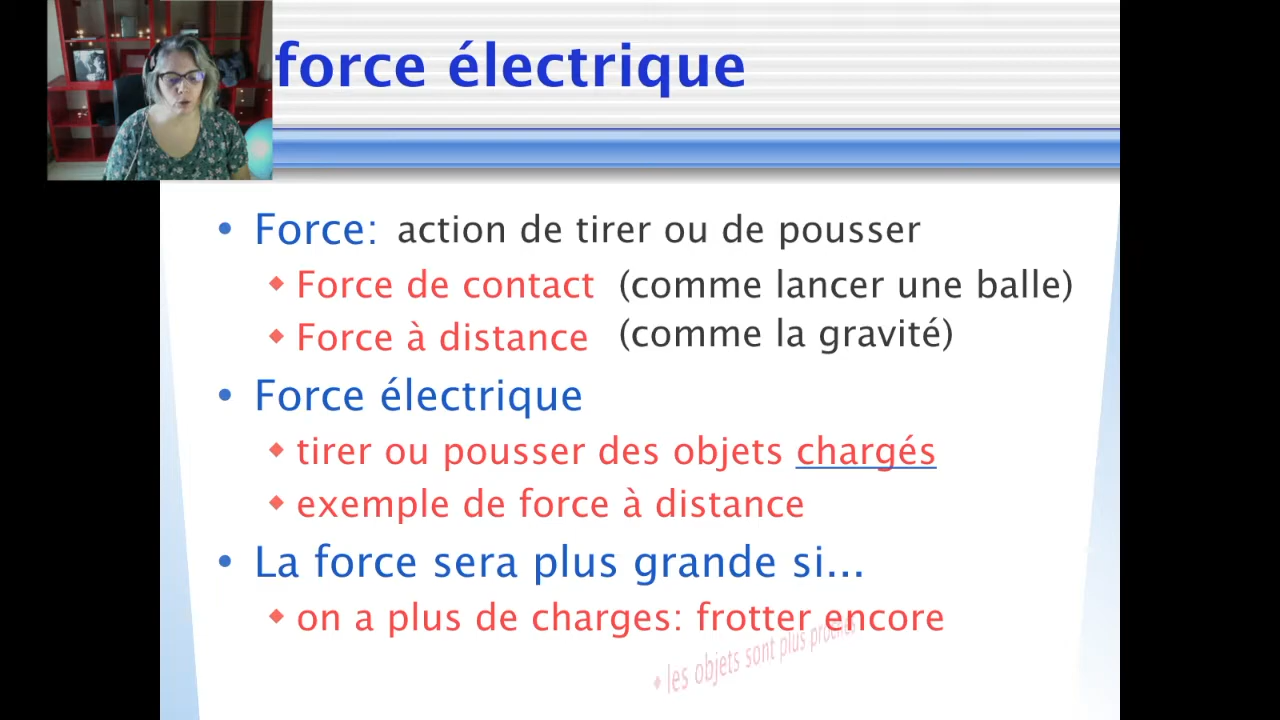 force électrique
• Force: action de tirer ou de pousser
◆ Force de contact (comme lancer une balle)
◆ Force à distance (comme la gravité)
• Force électrique
◆ tirer ou pousser des objets chargés
◆ exemple de force à distance
• La force sera plus grande si...
◆ on a plus de charges: frotter encore
◆ les objets sont plus proches